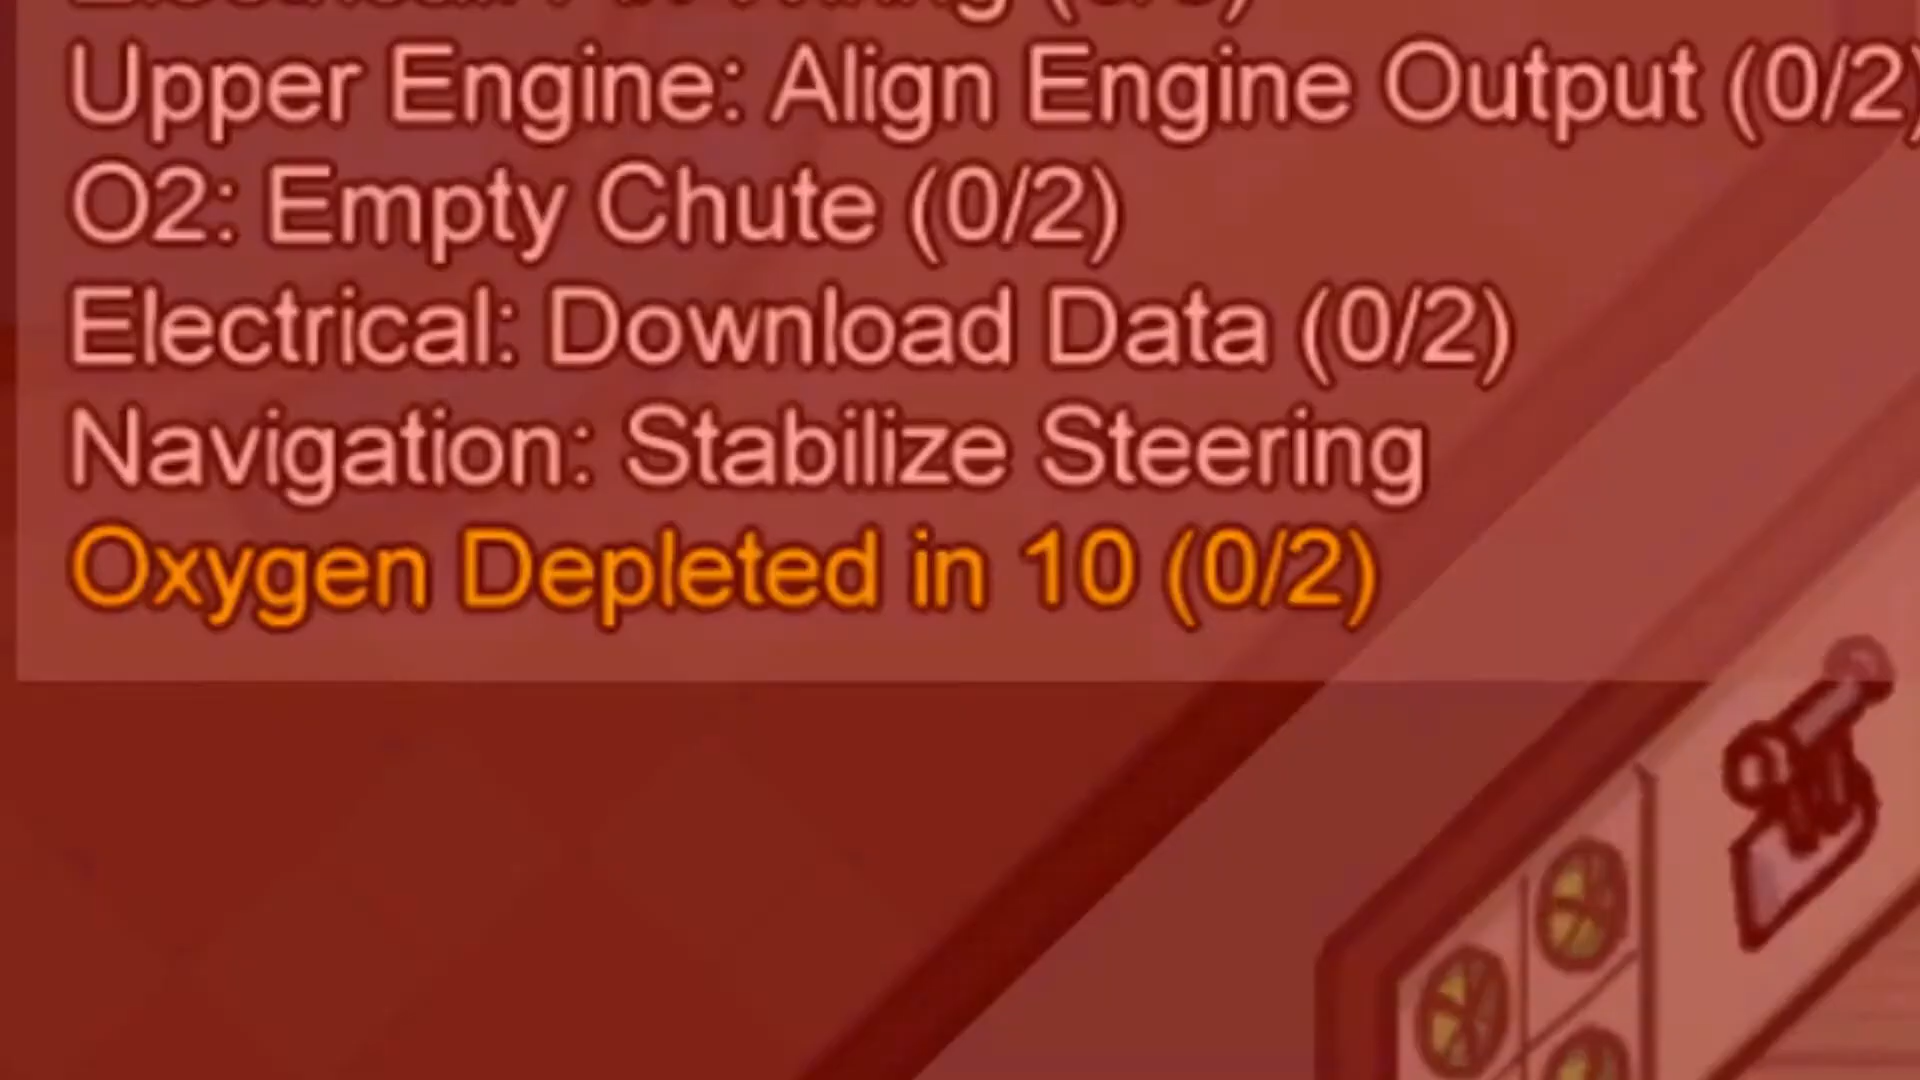 Upper Engine: Align Engine Output (0/2)
O2: Empty Chute (0/2)
Electrical: Download Data (0/2)
Navigation: Stabilize Steering
Oxygen Depleted in 10 (0/2)